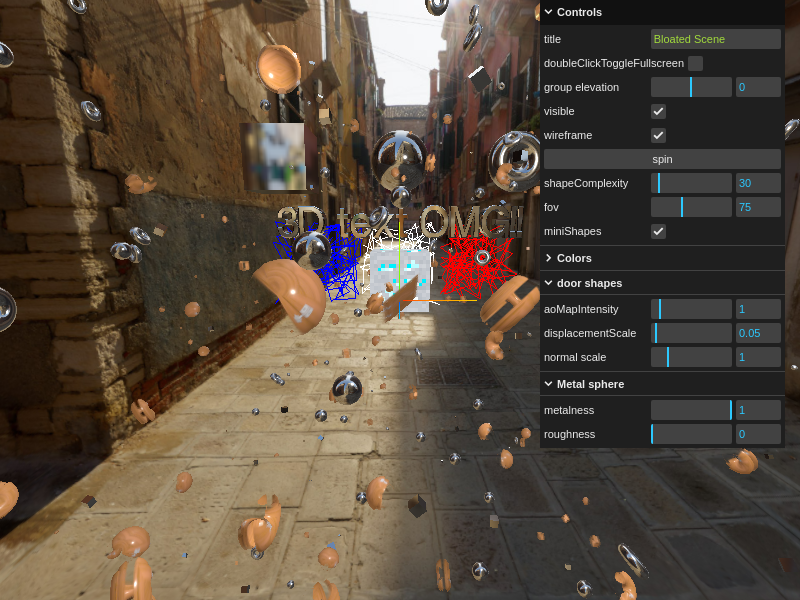 Controls
title Bloated Scene
doubleClickToggleFullscreen
group elevation 0
visible
wireframe
spin
shapeComplexity 30
fov 75
miniShapes
Colors
door shapes
aoMapIntensity 1
displacementScale 0.05
normal scale 1
Metal sphere
metalness 1
roughness 0
3D text OMG!!